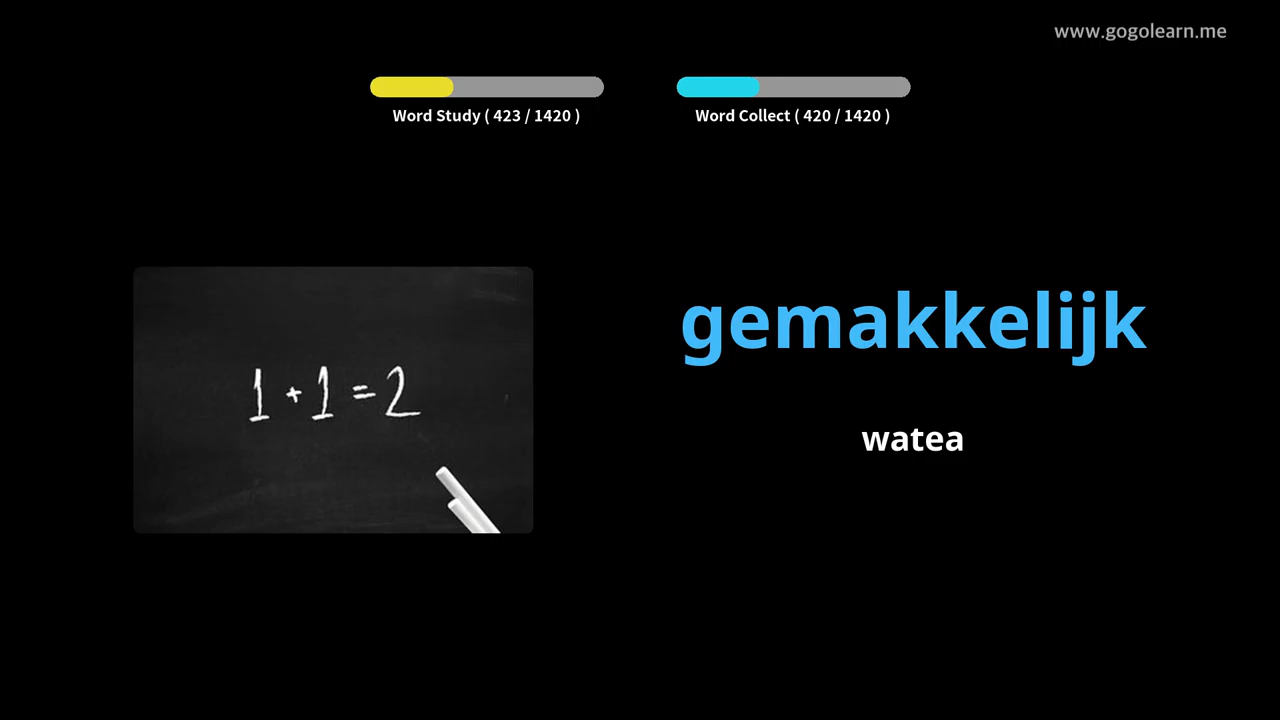 www.gogolearn.me
Word Study ( 423 / 1420 )
Word Collect ( 420 / 1420 )
gemakkelijk
1 + 1 = 2
watea